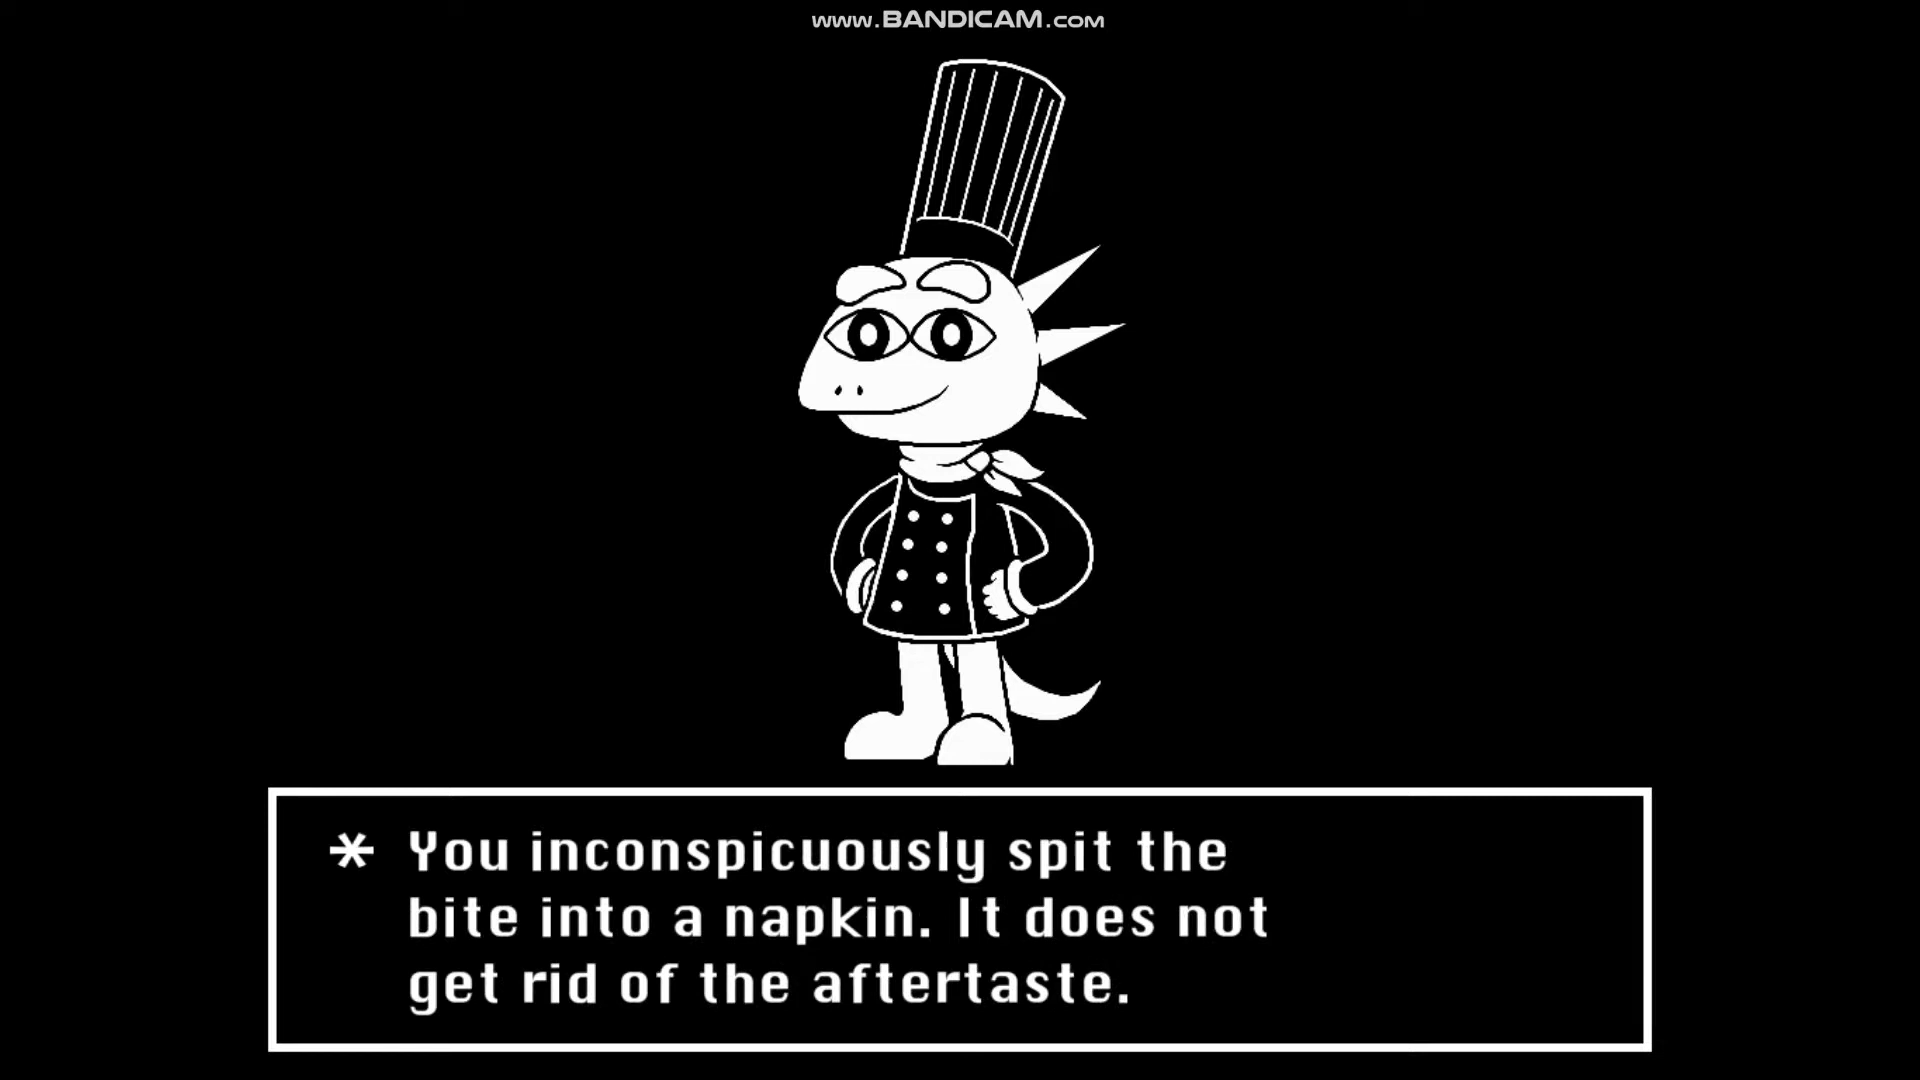 www.BANDICAM.com
* You inconspicuously spit the
bite into a napkin. It does not
get rid of the aftertaste.